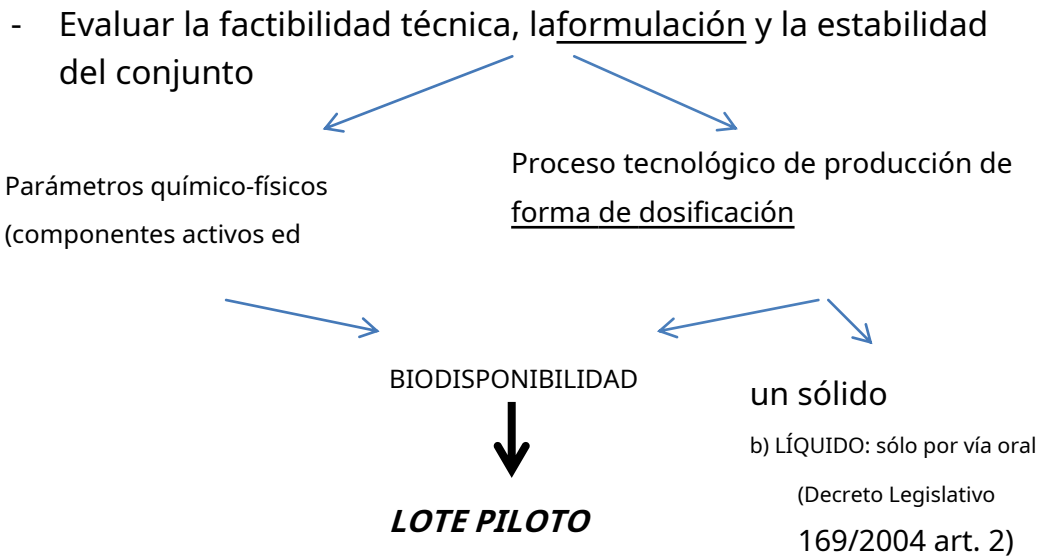 - Evaluar la factibilidad técnica, laformulación y la estabilidad
del conjunto
Parámetros químico-físicos
(componentes activos ed
Proceso tecnológico de producción de
forma de dosificación
BIODISPONIBILIDAD
LOTE PILOTO
un sólido
b) LÍQUIDO: sólo por vía oral
(Decreto Legislativo
169/2004 art. 2)